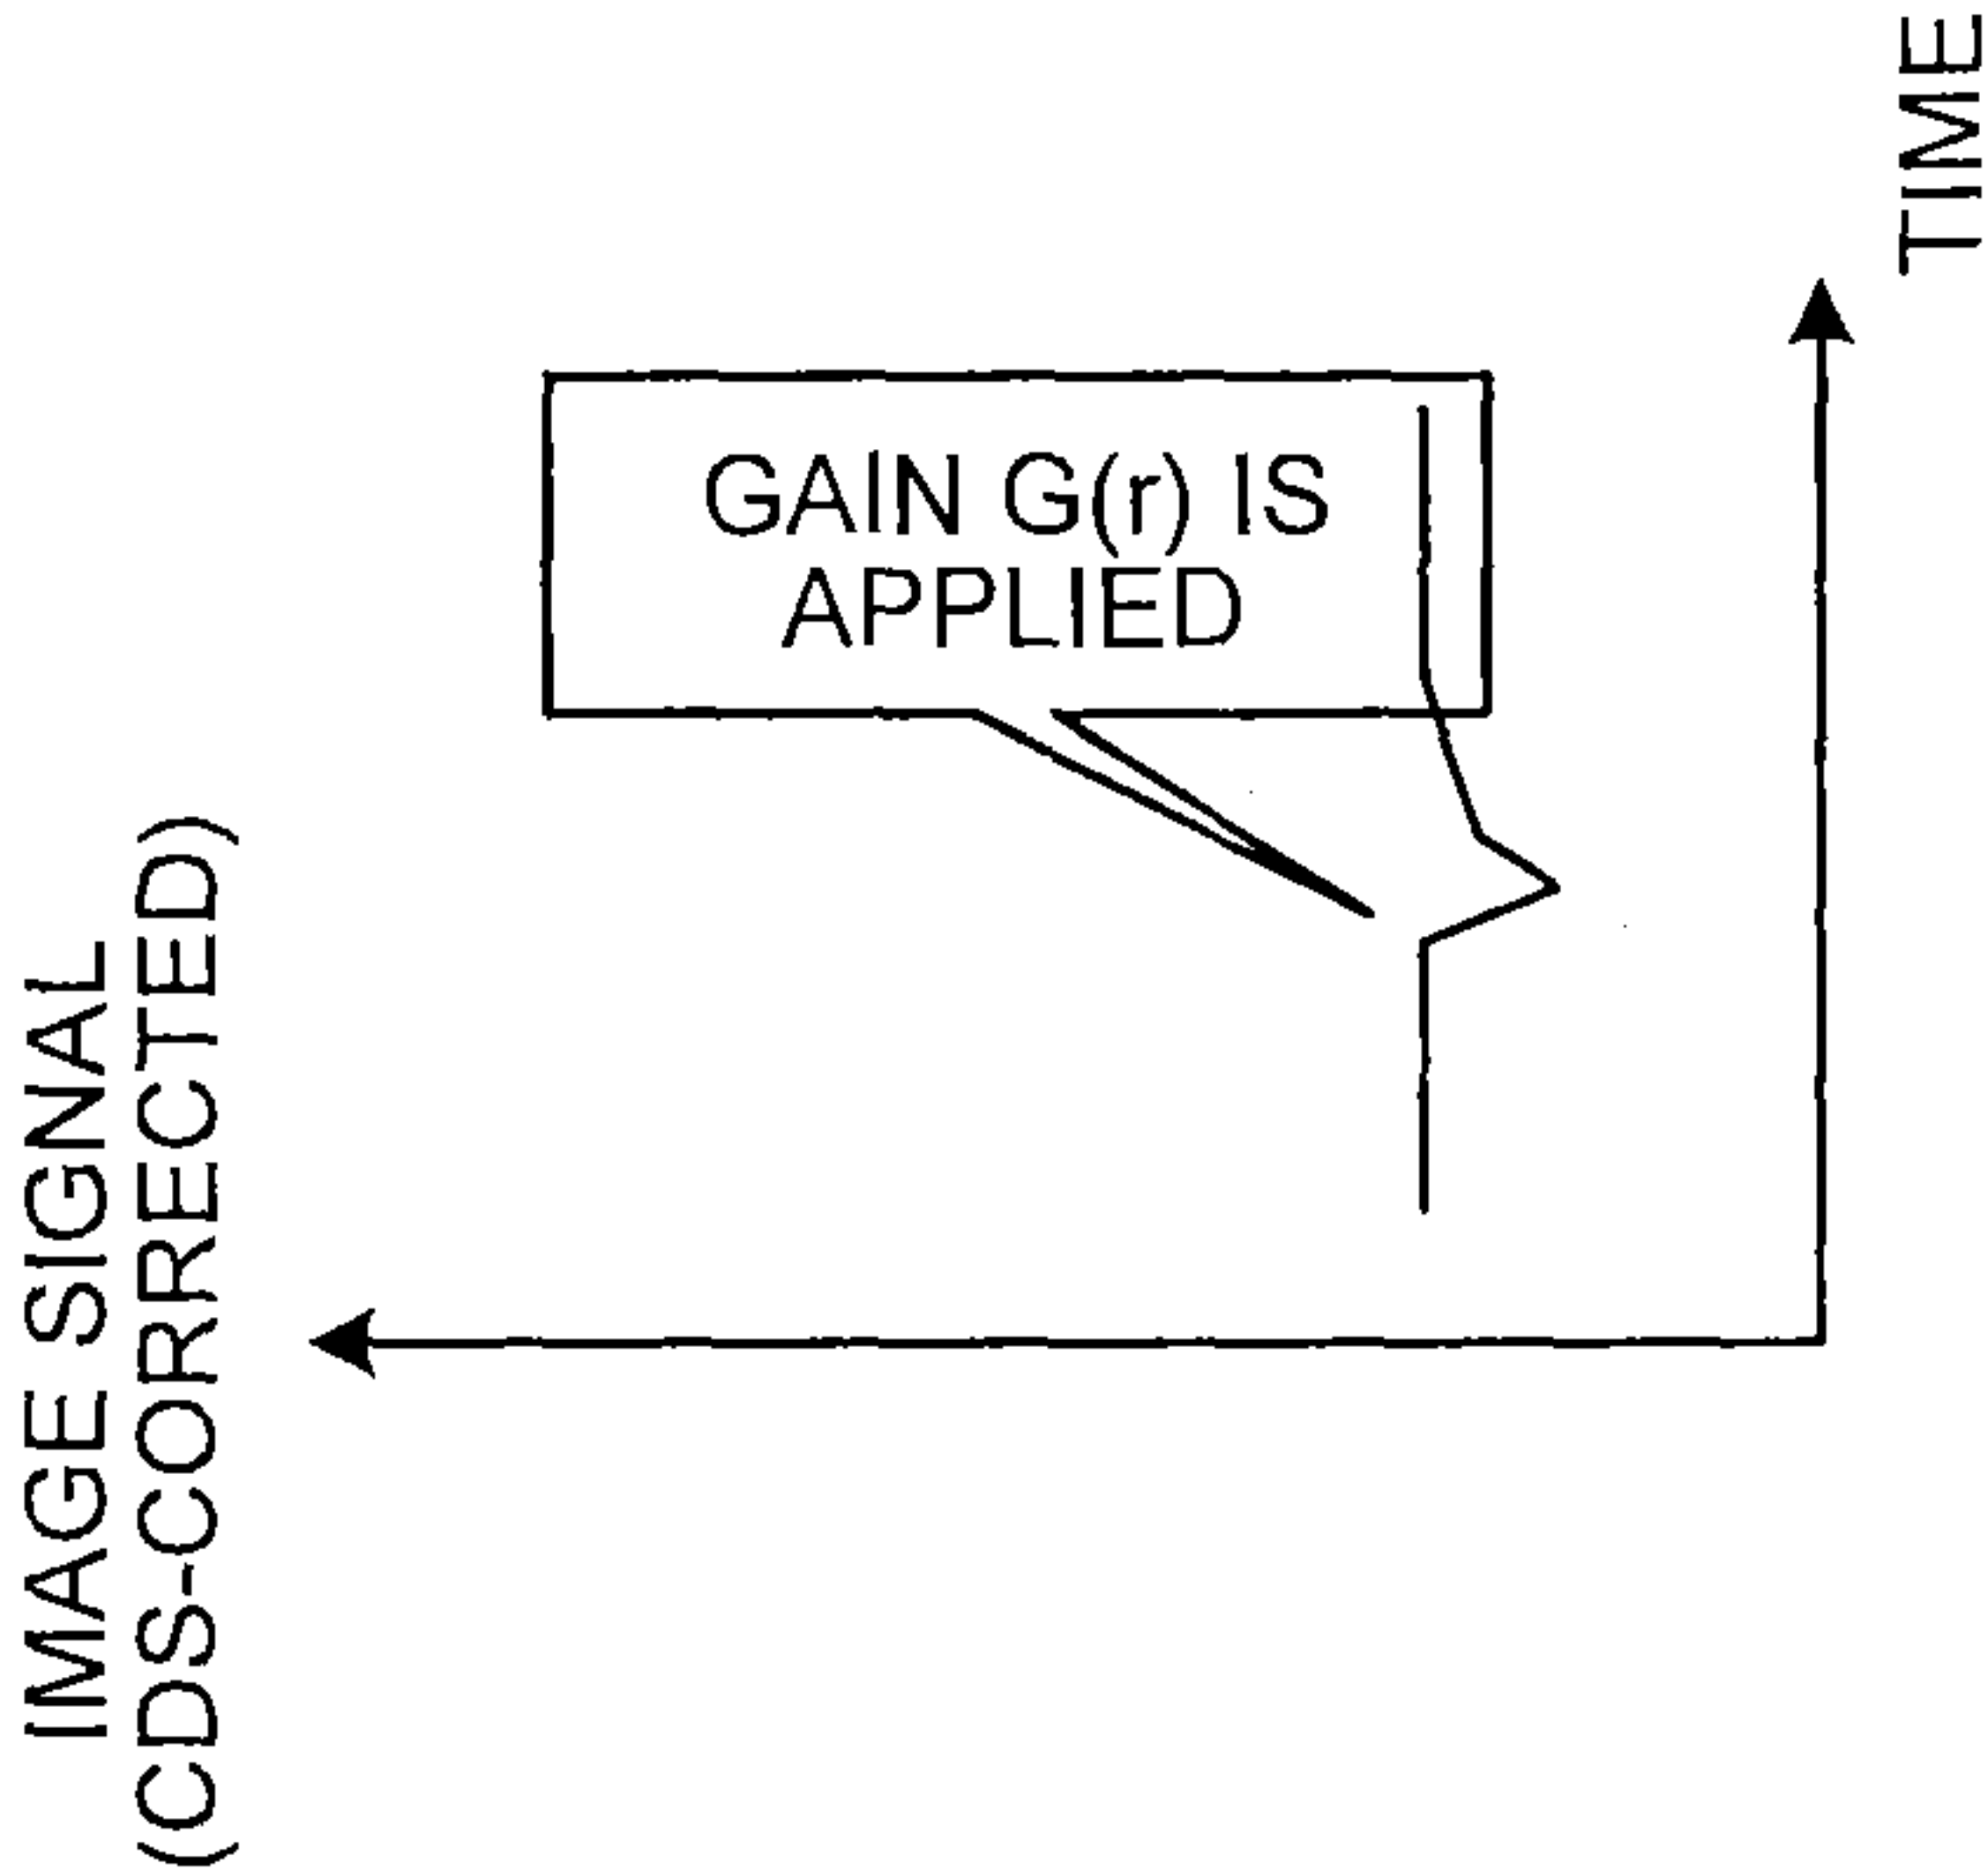 IMAGE SIGNAL
(CDS-CORRECTED)
GAIN G(r) IS
APPLIED
TIME